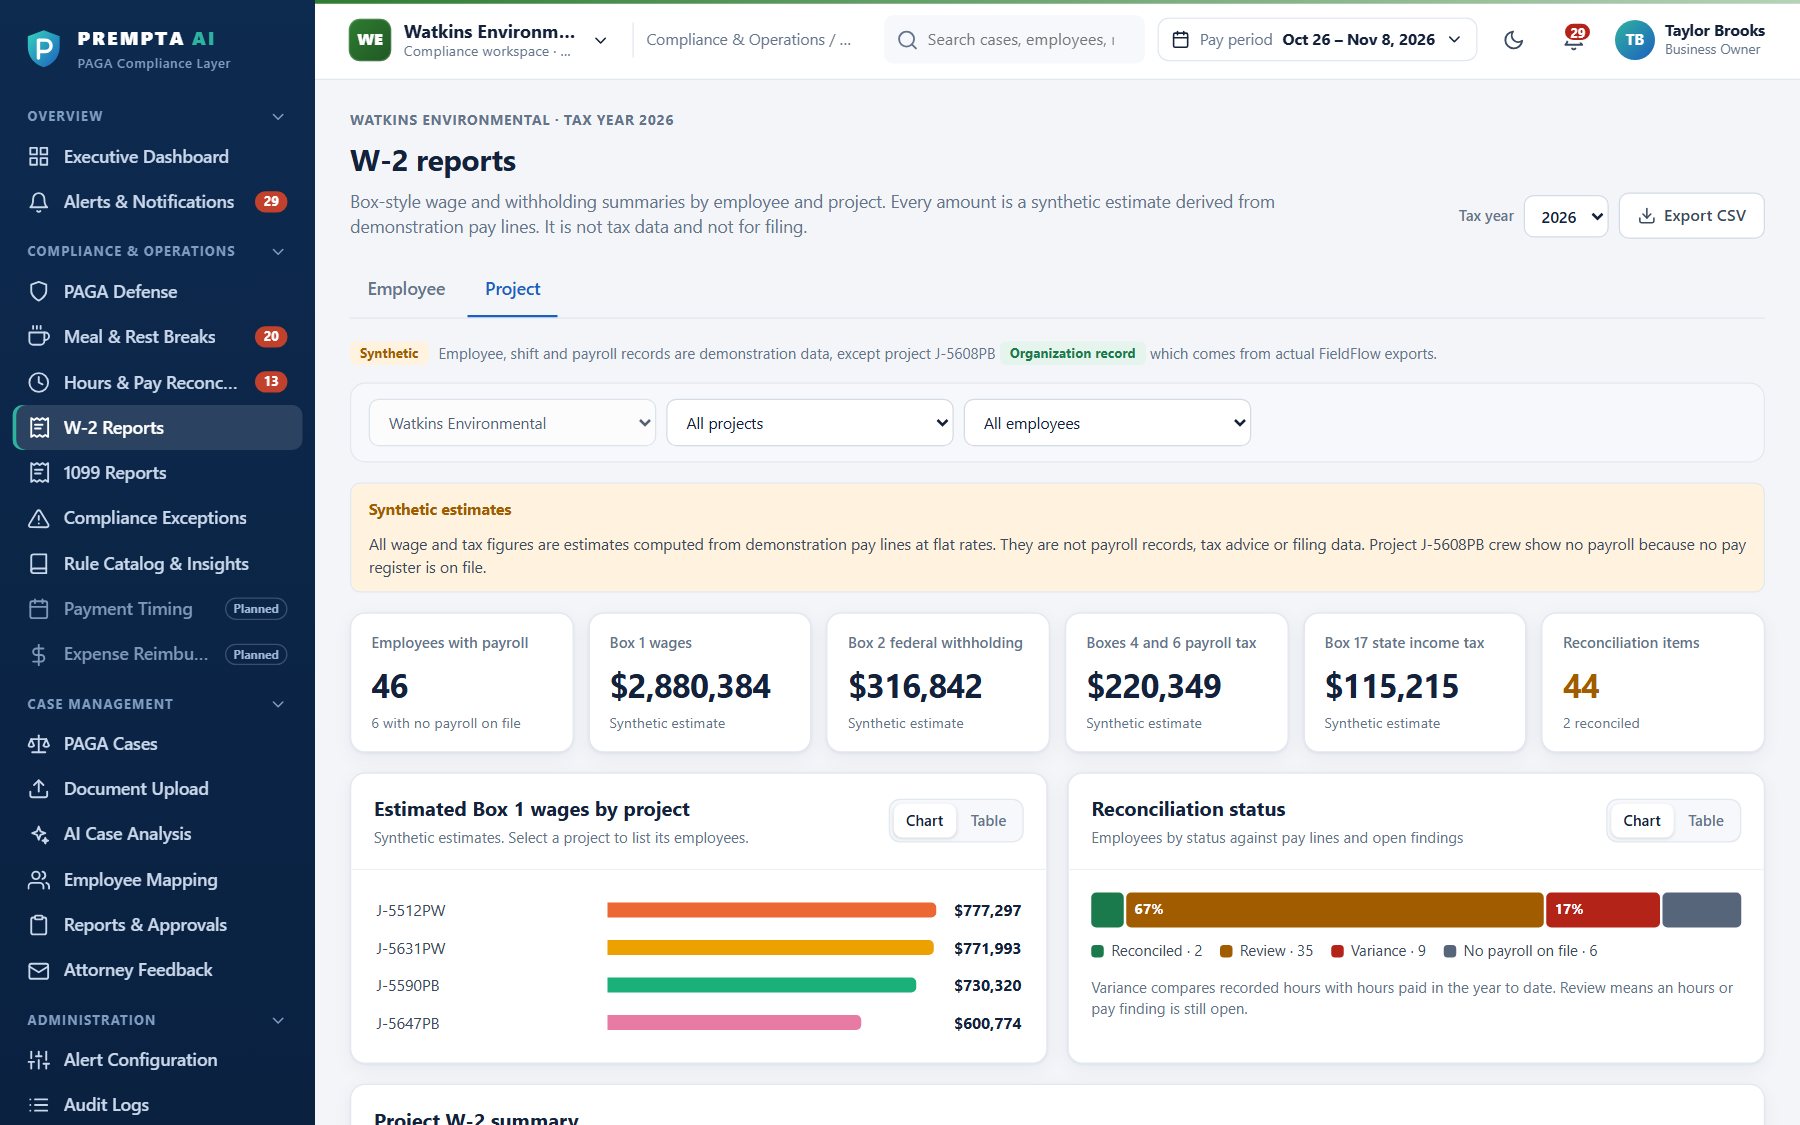 PREMPTA AI
PAGA Compliance Layer
OVERVIEW
Executive Dashboard
Alerts & Notifications
29
COMPLIANCE & OPERATIONS
PAGA Defense
Meal & Rest Breaks
20
Hours & Pay Reconc...
13
W-2 Reports
1099 Reports
Compliance Exceptions
Rule Catalog & Insights
Payment Timing
Planned
Expense Reimbu...
Planned
CASE MANAGEMENT
PAGA Cases
Document Upload
AI Case Analysis
Employee Mapping
Reports & Approvals
Attorney Feedback
ADMINISTRATION
Alert Configuration
Audit Logs
WE
Watkins Environm...
Compliance workspace · ...
Compliance & Operations / ...
Search cases, employees, r
Pay period Oct 26 – Nov 8, 2026
29
TB
Taylor Brooks
Business Owner
WATKINS ENVIRONMENTAL · TAX YEAR 2026
W-2 reports
Box-style wage and withholding summaries by employee and project. Every amount is a synthetic estimate derived from
demonstration pay lines. It is not tax data and not for filing.
Tax year
2026
Export CSV
Employee
Project
Synthetic Employee, shift and payroll records are demonstration data, except project J-5608PB Organization record which comes from actual FieldFlow exports.
Watkins Environmental
All projects
All employees
Synthetic estimates
All wage and tax figures are estimates computed from demonstration pay lines at flat rates. They are not payroll records, tax advice or filing data. Project J-5608PB crew show no payroll because no pay
register is on file.
Employees with payroll
46
6 with no payroll on file
Box 1 wages
$2,880,384
Synthetic estimate
Box 2 federal withholding
$316,842
Synthetic estimate
Boxes 4 and 6 payroll tax
$220,349
Synthetic estimate
Box 17 state income tax
$115,215
Synthetic estimate
Reconciliation items
44
2 reconciled
Estimated Box 1 wages by project
Synthetic estimates. Select a project to list its employees.
Chart
Table
J-5512PW
$777,297
J-5631PW
$771,993
J-5590PB
$730,320
J-5647PB
$600,774
Reconciliation status
Employees by status against pay lines and open findings
Chart
Table
67%
17%
Reconciled · 2
Review · 35
Variance · 9
No payroll on file · 6
Variance compares recorded hours with hours paid in the year to date. Review means an hours or
pay finding is still open.
Project W-2 summary